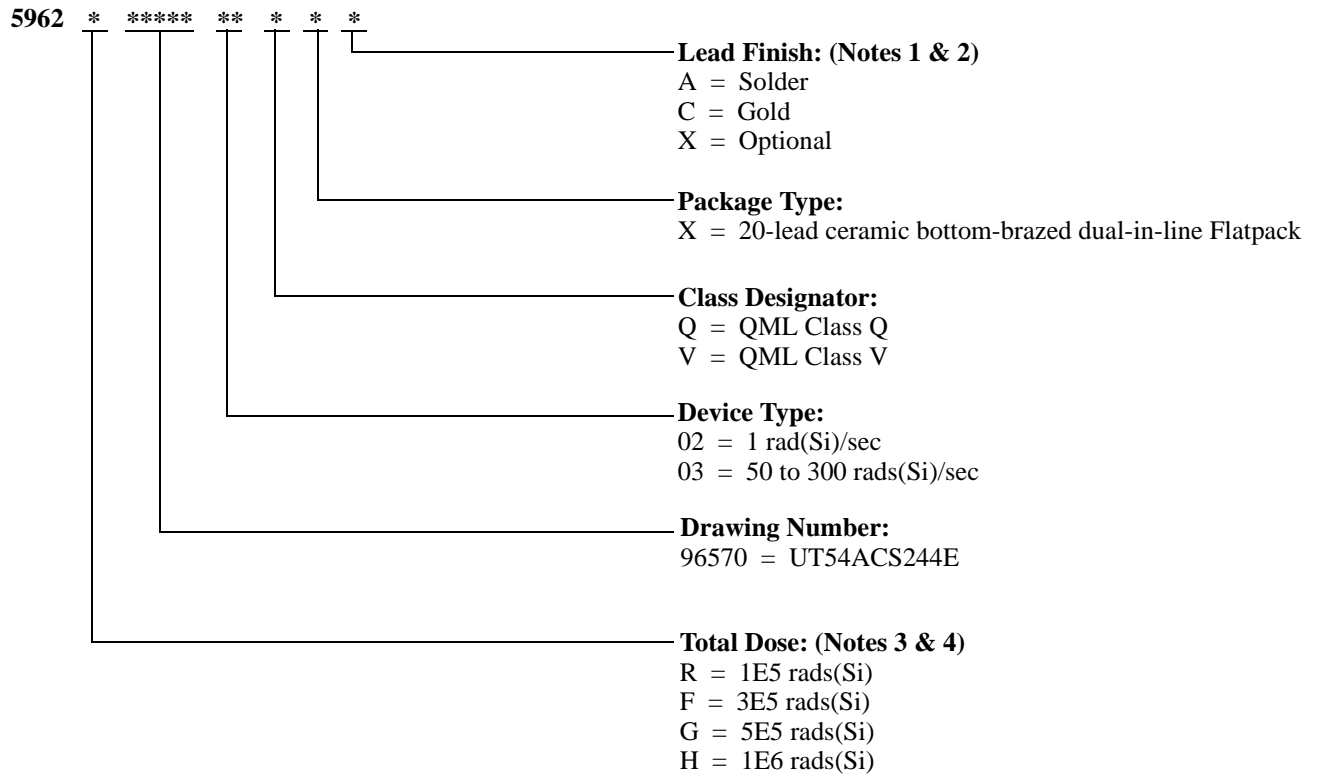 5962 * ***** ** * * *
Lead Finish: (Notes 1 & 2)
A = Solder
C = Gold
X = Optional
Package Type:
X = 20-lead ceramic bottom-brazed dual-in-line Flatpack
Class Designator:
Q = QML Class Q
V = QML Class V
Device Type:
02 = 1 rad(Si)/sec
03 = 50 to 300 rads(Si)/sec
Drawing Number:
96570 = UT54ACS244E
Total Dose: (Notes 3 & 4)
R = 1E5 rads(Si)
F = 3E5 rads(Si)
G = 5E5 rads(Si)
H = 1E6 rads(Si)